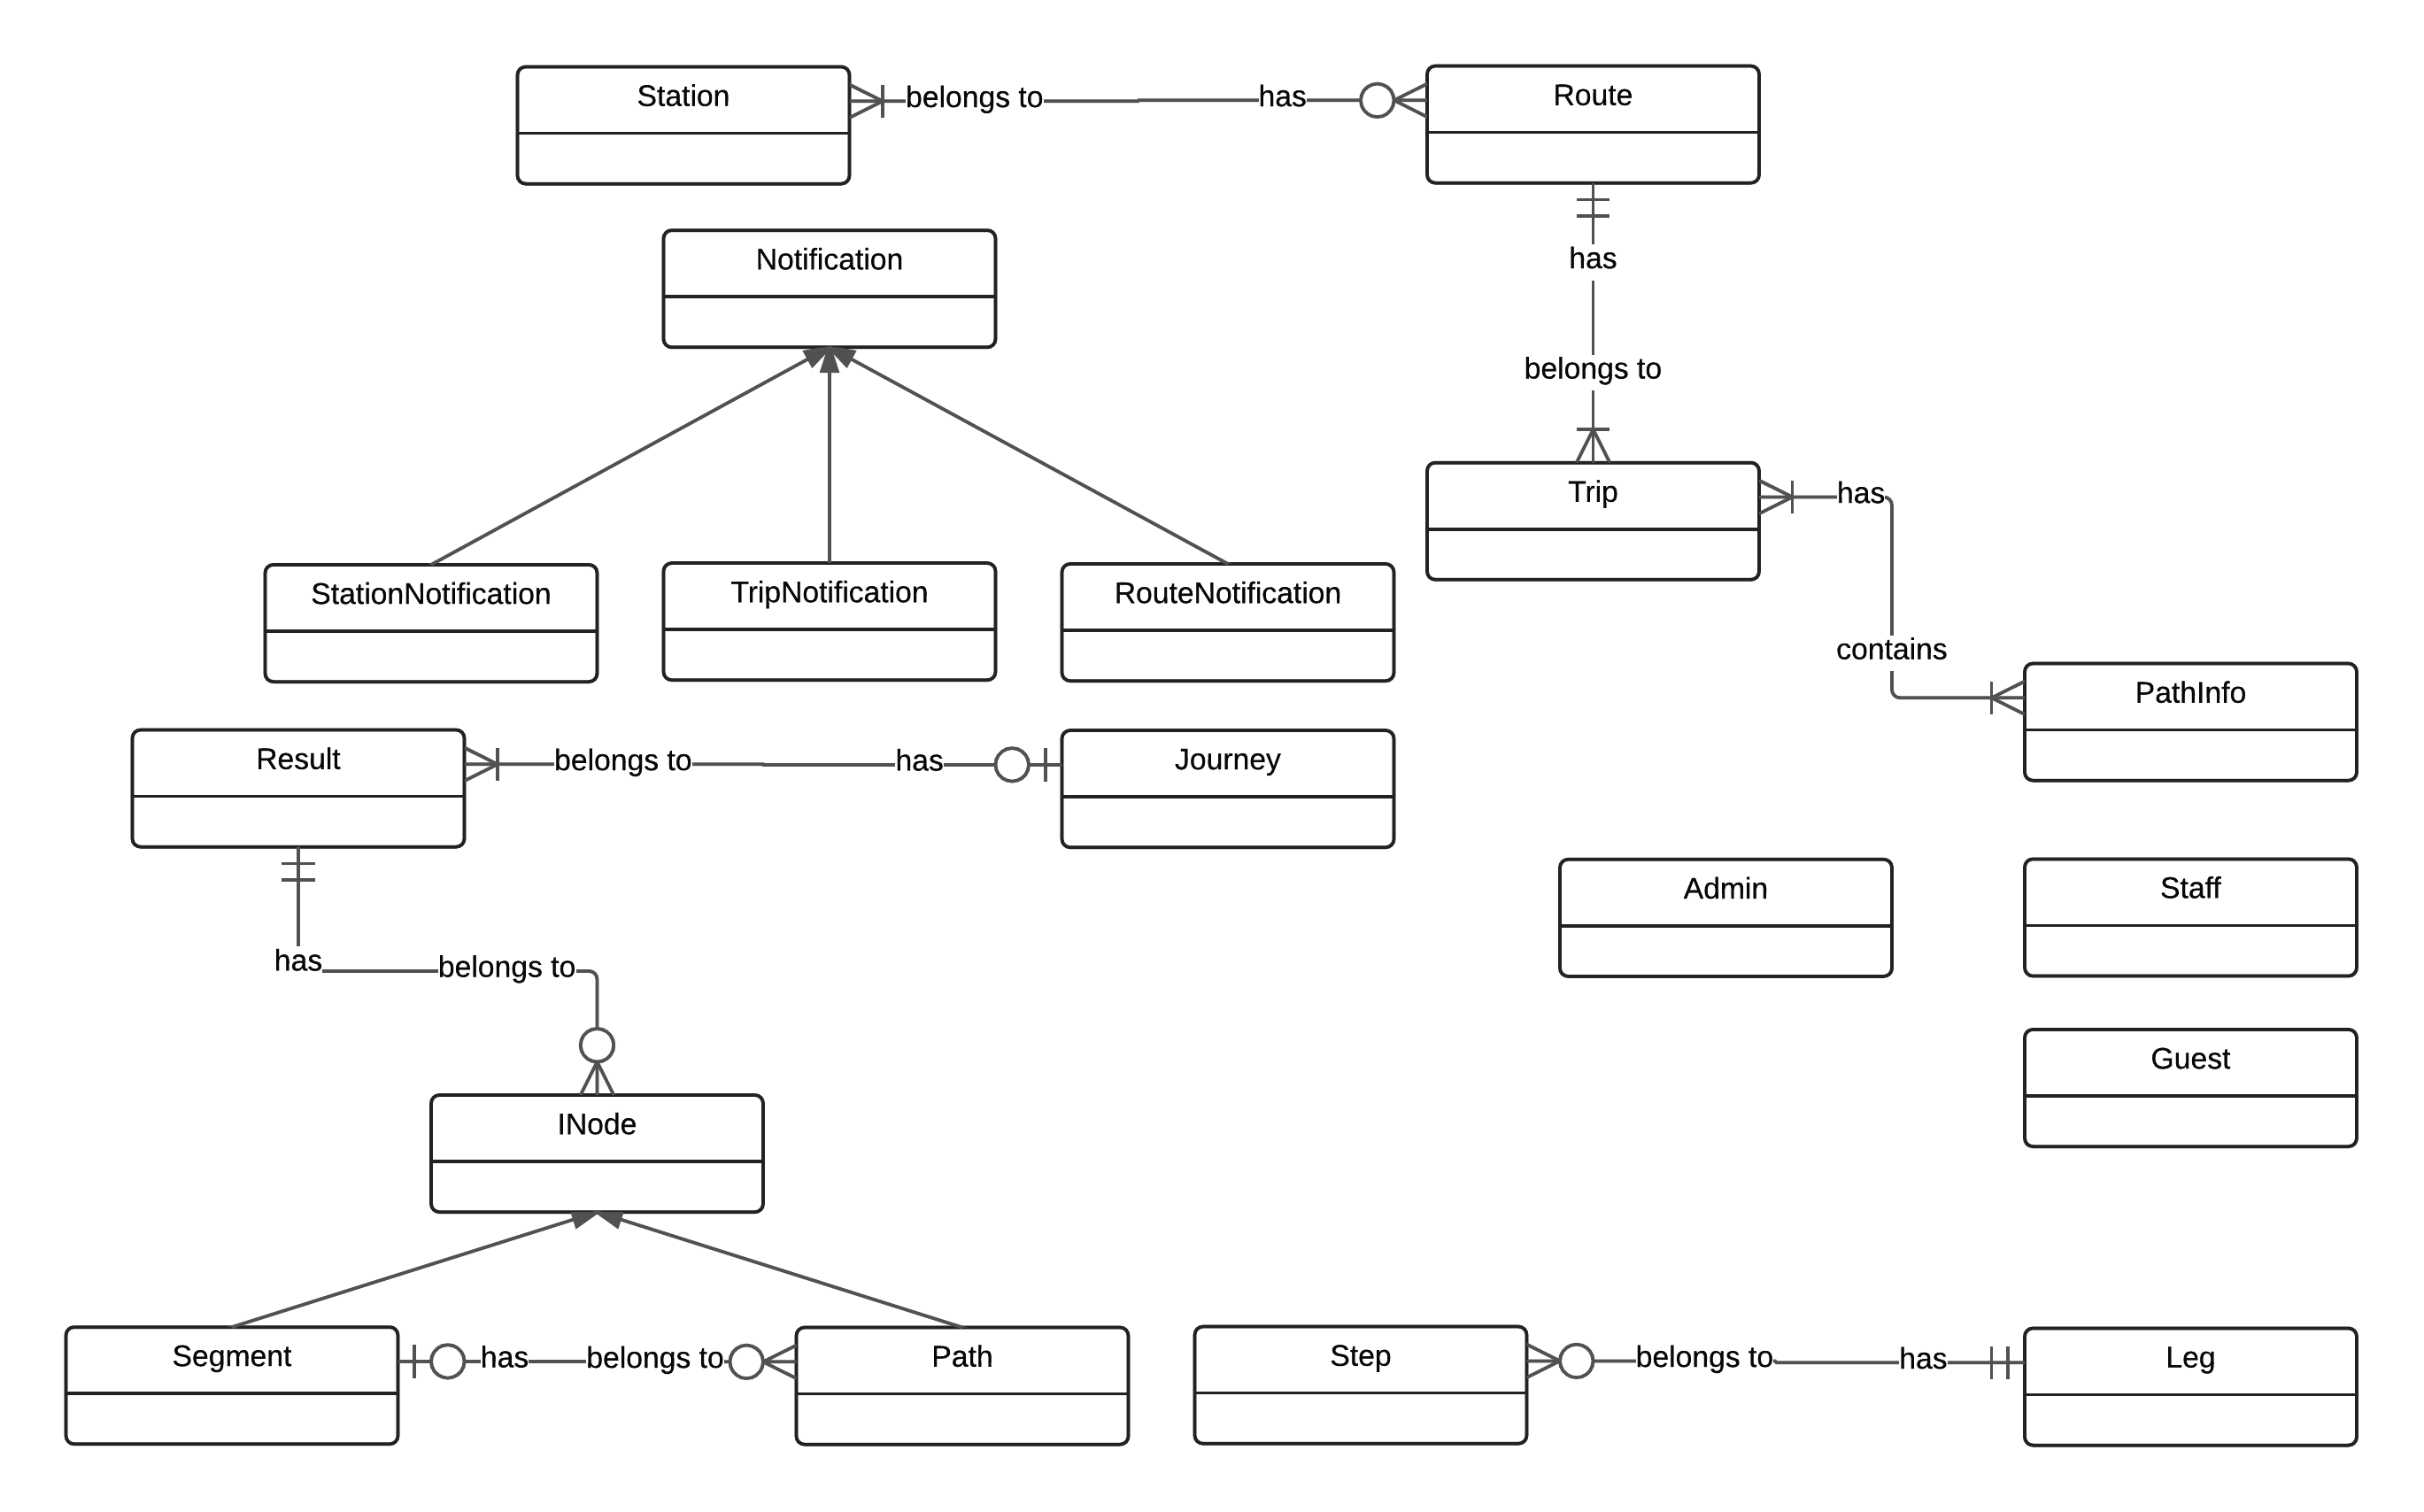 Station
belongs to
has
Route
has
belongs to
Notification
StationNotification
TripNotification
RouteNotification
Trip
has
contains
PathInfo
Result
belongs to
has
Journey
Admin
Staff
Guest
has
belongs to
INode
Segment
has
belongs to
Path
Step
belongs to
has
Leg